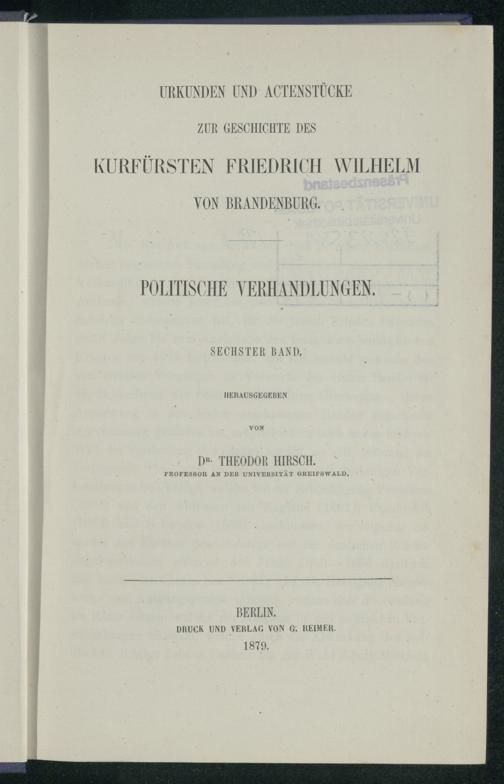 URKUNDEN UND ACTENSTÜCKE
ZUR GESCHICHTE DES
KURFÜRSTEN FRIEDRICH WILHELM
VON BRANDENBURG.
Präsenzbestand
POLITISCHE VERHANDLUNGEN.
SECHSTER BAND.
HERAUSGEGEBEN
VON
DR. THEODOR HIRSCH.
PROFESSOR AN DER UNIVERSITÄT GREIFSWALD.
BERLIN.
DRUCK UND VERLAG VON G. REIMER.
1879.